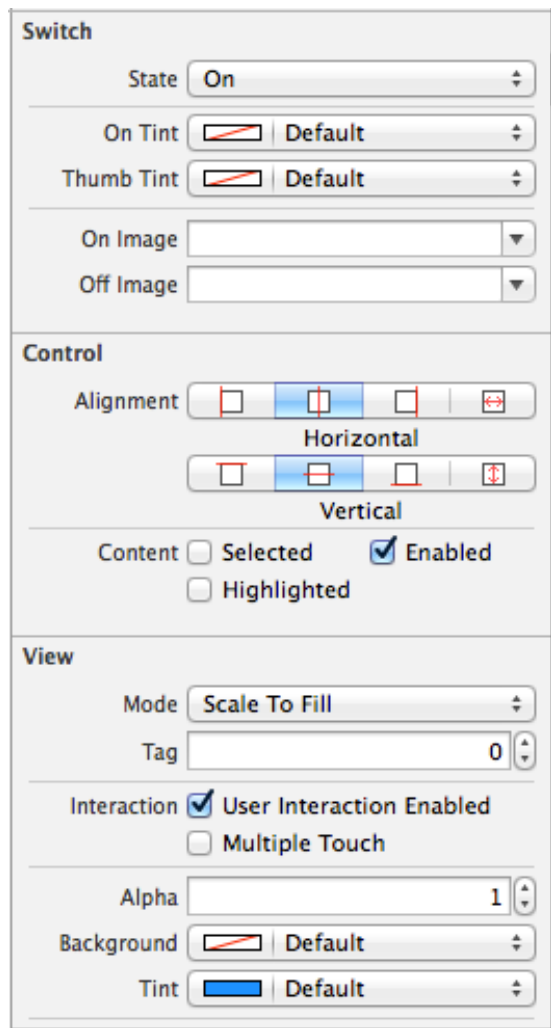 Switch
State On
On Tint Default
Thumb Tint Default
On Image
Off Image
Control
Alignment
Horizontal
Vertical
Content Selected Enabled
Highlighted
View
Mode Scale To Fill
Tag 0
Interaction User Interaction Enabled
Multiple Touch
Alpha 1
Background Default
Tint Default